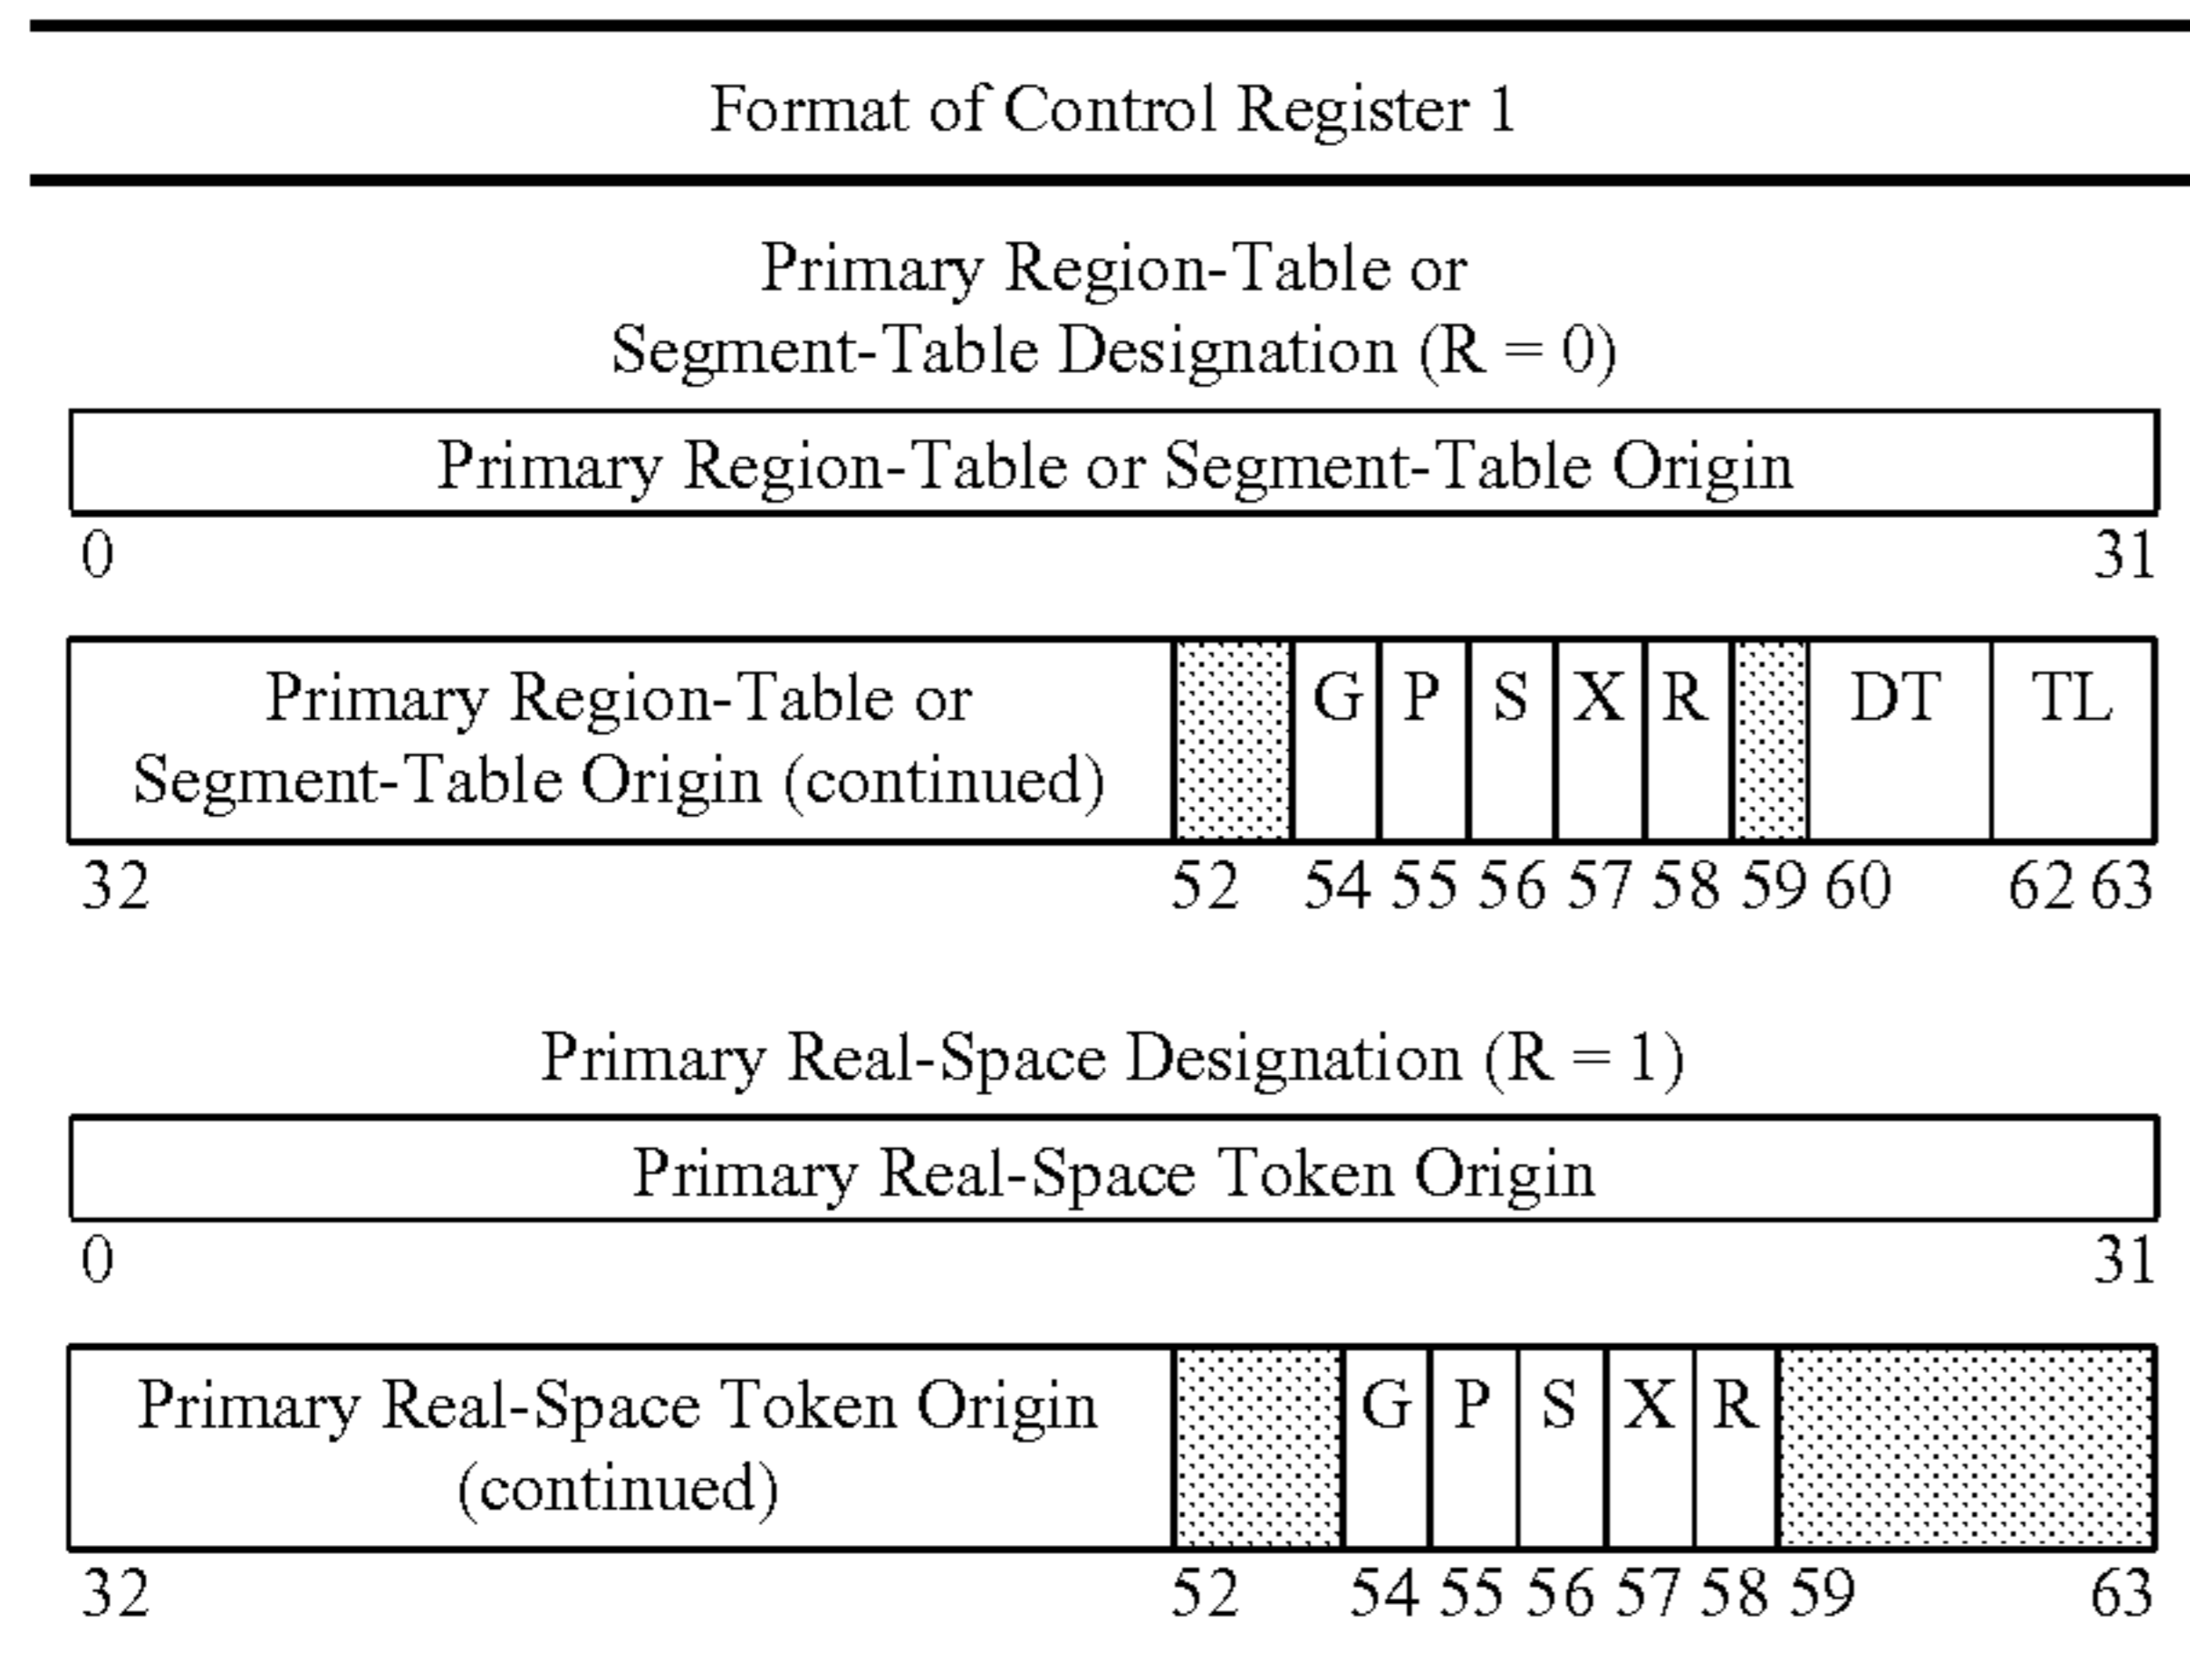 Format of Control Register 1
Primary Region-Table or
Segment-Table Designation (R = 0)
Primary Region-Table or Segment-Table Origin
0 31
Primary Region-Table or
Segment-Table Origin (continued)
G P S X R DT TL
32 52 54 55 56 57 58 59 60 62 63
Primary Real-Space Designation (R = 1)
Primary Real-Space Token Origin
0 31
Primary Real-Space Token Origin
(continued)
G P S X R
32 52 54 55 56 57 58 59 63